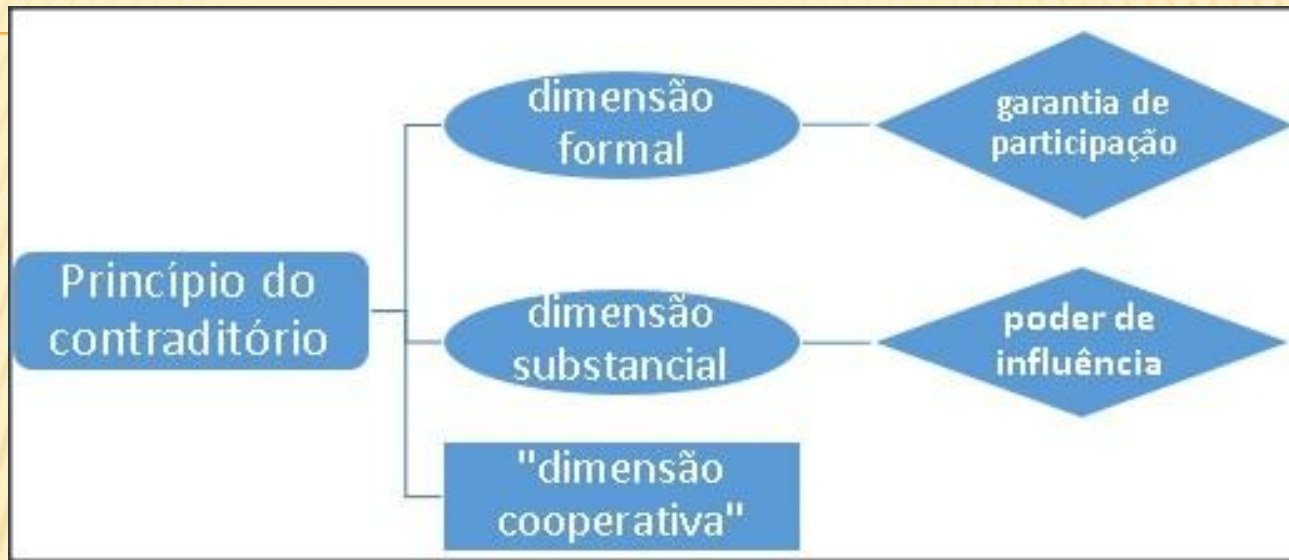 Princípio do
contraditório
dimensão
formal
garantia de
participação
dimensão
substancial
poder de
influência
"dimensão
cooperativa"